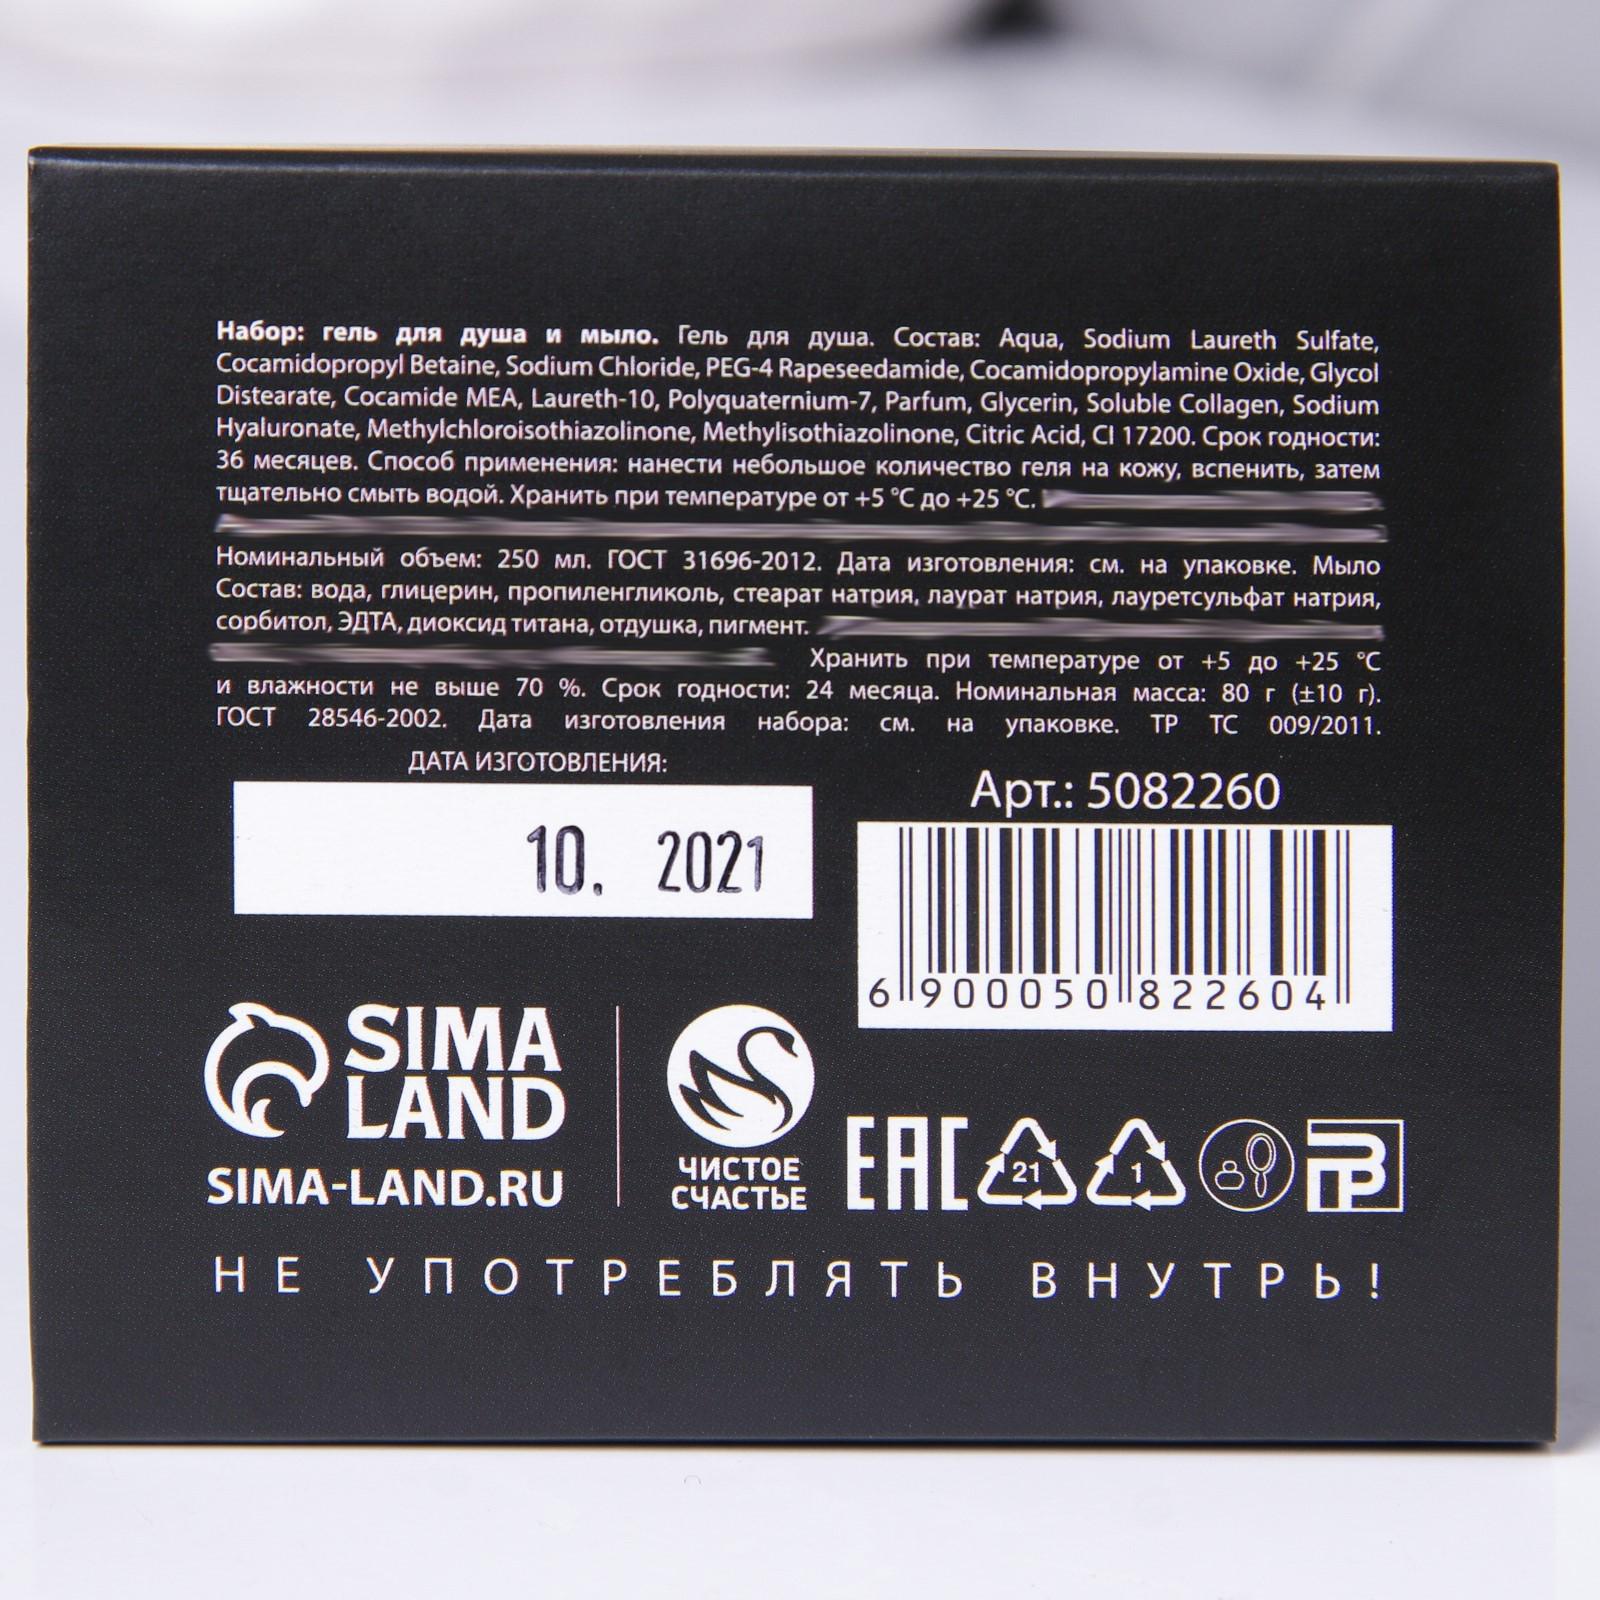 Набор: гель для душа и мыло. Гель для душа. Состав: Aqua, Sodium Laureth Sulfate,
Cocamidopropyl Betaine, Sodium Chloride, PEG-4 Rapeseedamide, Cocamidopropylamine Oxide, Glycol
Distearate, Cocamide MEA, Laureth-10, Polyquaternium-7, Parfum, Glycerin, Soluble Collagen, Sodium
Hyaluronate, Methylchloroisothiazolinone, Methylisothiazolinone, Citric Acid, CI 17200. Срок годности:
36 месяцев. Способ применения: нанести небольшое количество геля на кожу, вспенить, затем
тщательно смыть водой. Хранить при температуре от +5 °C до +25 °C.
Номинальный объем: 250 мл. ГОСТ 31696-2012. Дата изготовления: см. на упаковке. Мыло
Состав: вода, глицерин, пропиленгликоль, стеарат натрия, лаурат натрия, лауретсульфат натрия,
сорбитол, ЭДТА, диоксид титана, отдушка, пигмент.
Хранить при температуре от +5 до +25 °C
и влажности не выше 70 %. Срок годности: 24 месяца. Номинальная масса: 80 г (±10 г).
ГОСТ 28546-2002. Дата изготовления набора: см. на упаковке. ТР ТС 009/2011.
ДАТА ИЗГОТОВЛЕНИЯ:
10. 2021
Арт.: 5082260
6 900050 822604
SIMA
LAND
SIMA-LAND.RU
ЧИСТОЕ
СЧАСТЬЕ
EAC
21
1
НЕ УПОТРЕБЛЯТЬ ВНУТРЬ!